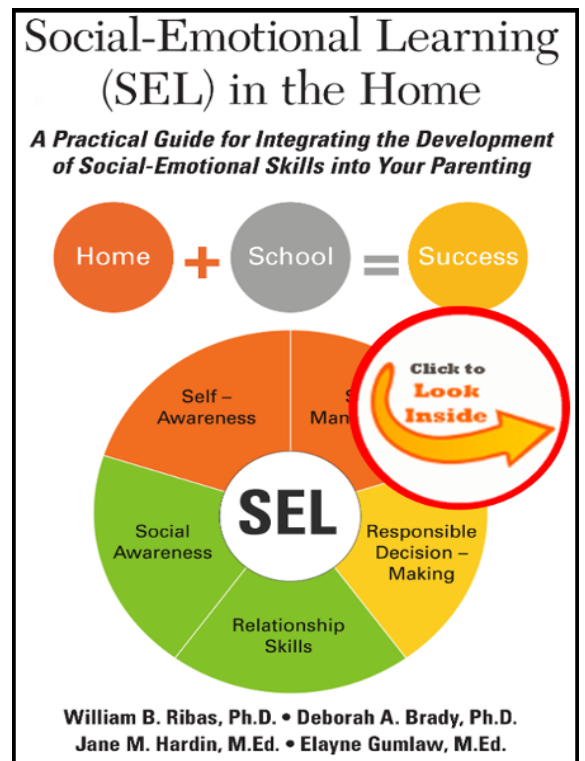 Social-Emotional Learning
(SEL) in the Home
A Practical Guide for Integrating the Development
of Social-Emotional Skills into Your Parenting
Home + School = Success
Click to
Look
Inside
Self –
Awareness
SEL
Social
Awareness
Responsible
Decision –
Making
Relationship
Skills
William B. Ribas, Ph.D. • Deborah A. Brady, Ph.D.
Jane M. Hardin, M.Ed. • Elayne Gumlaw, M.Ed.